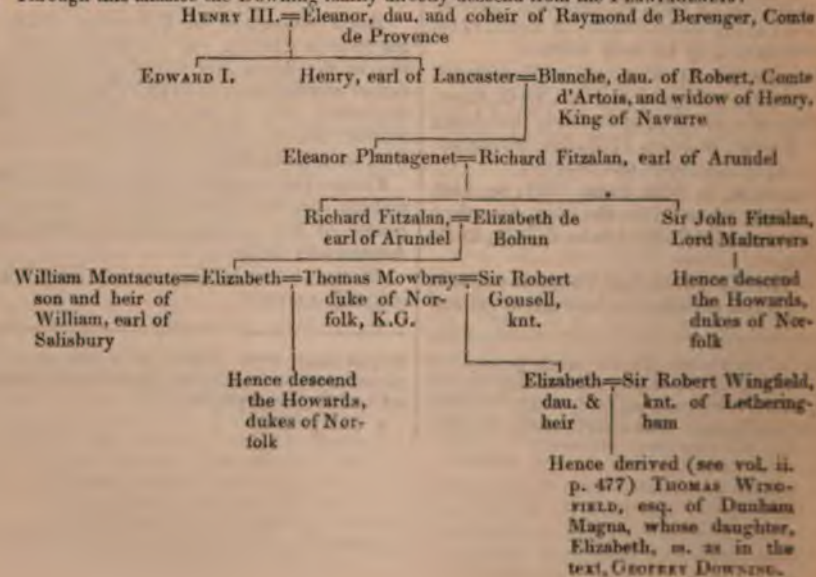 HENRY III.=Eleanor, dau. and coheir of Raymond de Berenger, Comte
de Provence
EDWARD I. Henry, earl of Lancaster=Blanche, dau. of Robert, Comte
d'Artois, and widow of Henry,
King of Navarre
Eleanor Plantagenet=Richard Fitzalan, earl of Arundel
Richard Fitzalan,=Elizabeth de Sir John Fitzalan,
earl of Arundel Bohun Lord Maltravers
William Montacute=Elizabeth=Thomas Mowbray=Sir Robert Hence descend
son and heir of duke of Nor- Gousell, the Howards,
William, earl of folk, K.G. knt. dukes of Nor-
Salisbury folk
Hence descend Elizabeth=Sir Robert Wingfield,
the Howards, dau. & knt. of Lethering-
dukes of Nor- heir ham
folk
Hence derived (see vol. ii.
p. 477) THOMAS WING-
FIELD, esq. of Dunham
Magna, whose daughter,
Elizabeth, m. as in the
text, GEOFFREY DOWNING.